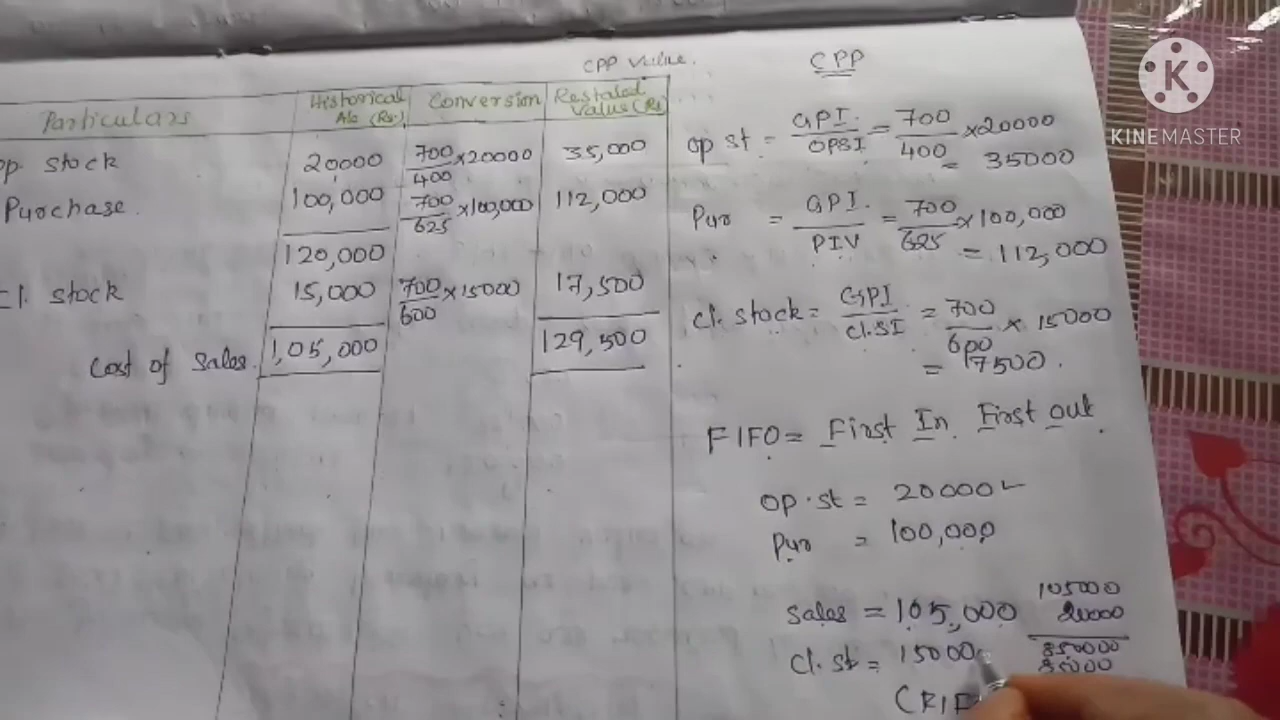 CPP Value.
Particulars Historical A/c (Rs.) Conversion Restated Value (Rs)
Op. stock 20000 700/400 ×20000 35,000
Purchase. 100,000 700/625 ×100,000 112,000
120,000
Cl. stock 15,000 700/600 ×15000 17,500
Cost of Sales. 1,05,000 129,500
CPP
Op st = GPI./OPSI = 700/400 ×20000
= 35000
Pur = GPI./PIV = 700/625 ×100,000
= 112,000
Cl. Stock = GPI/Cl.SI = 700/600 × 15000
= 17500.
FIFO = First In. First out.
Op. st = 20000
Pur = 100,000
Sales = 105,000
Cl. st = 15000
105000
20000
850000
85000
K
KINEMASTER